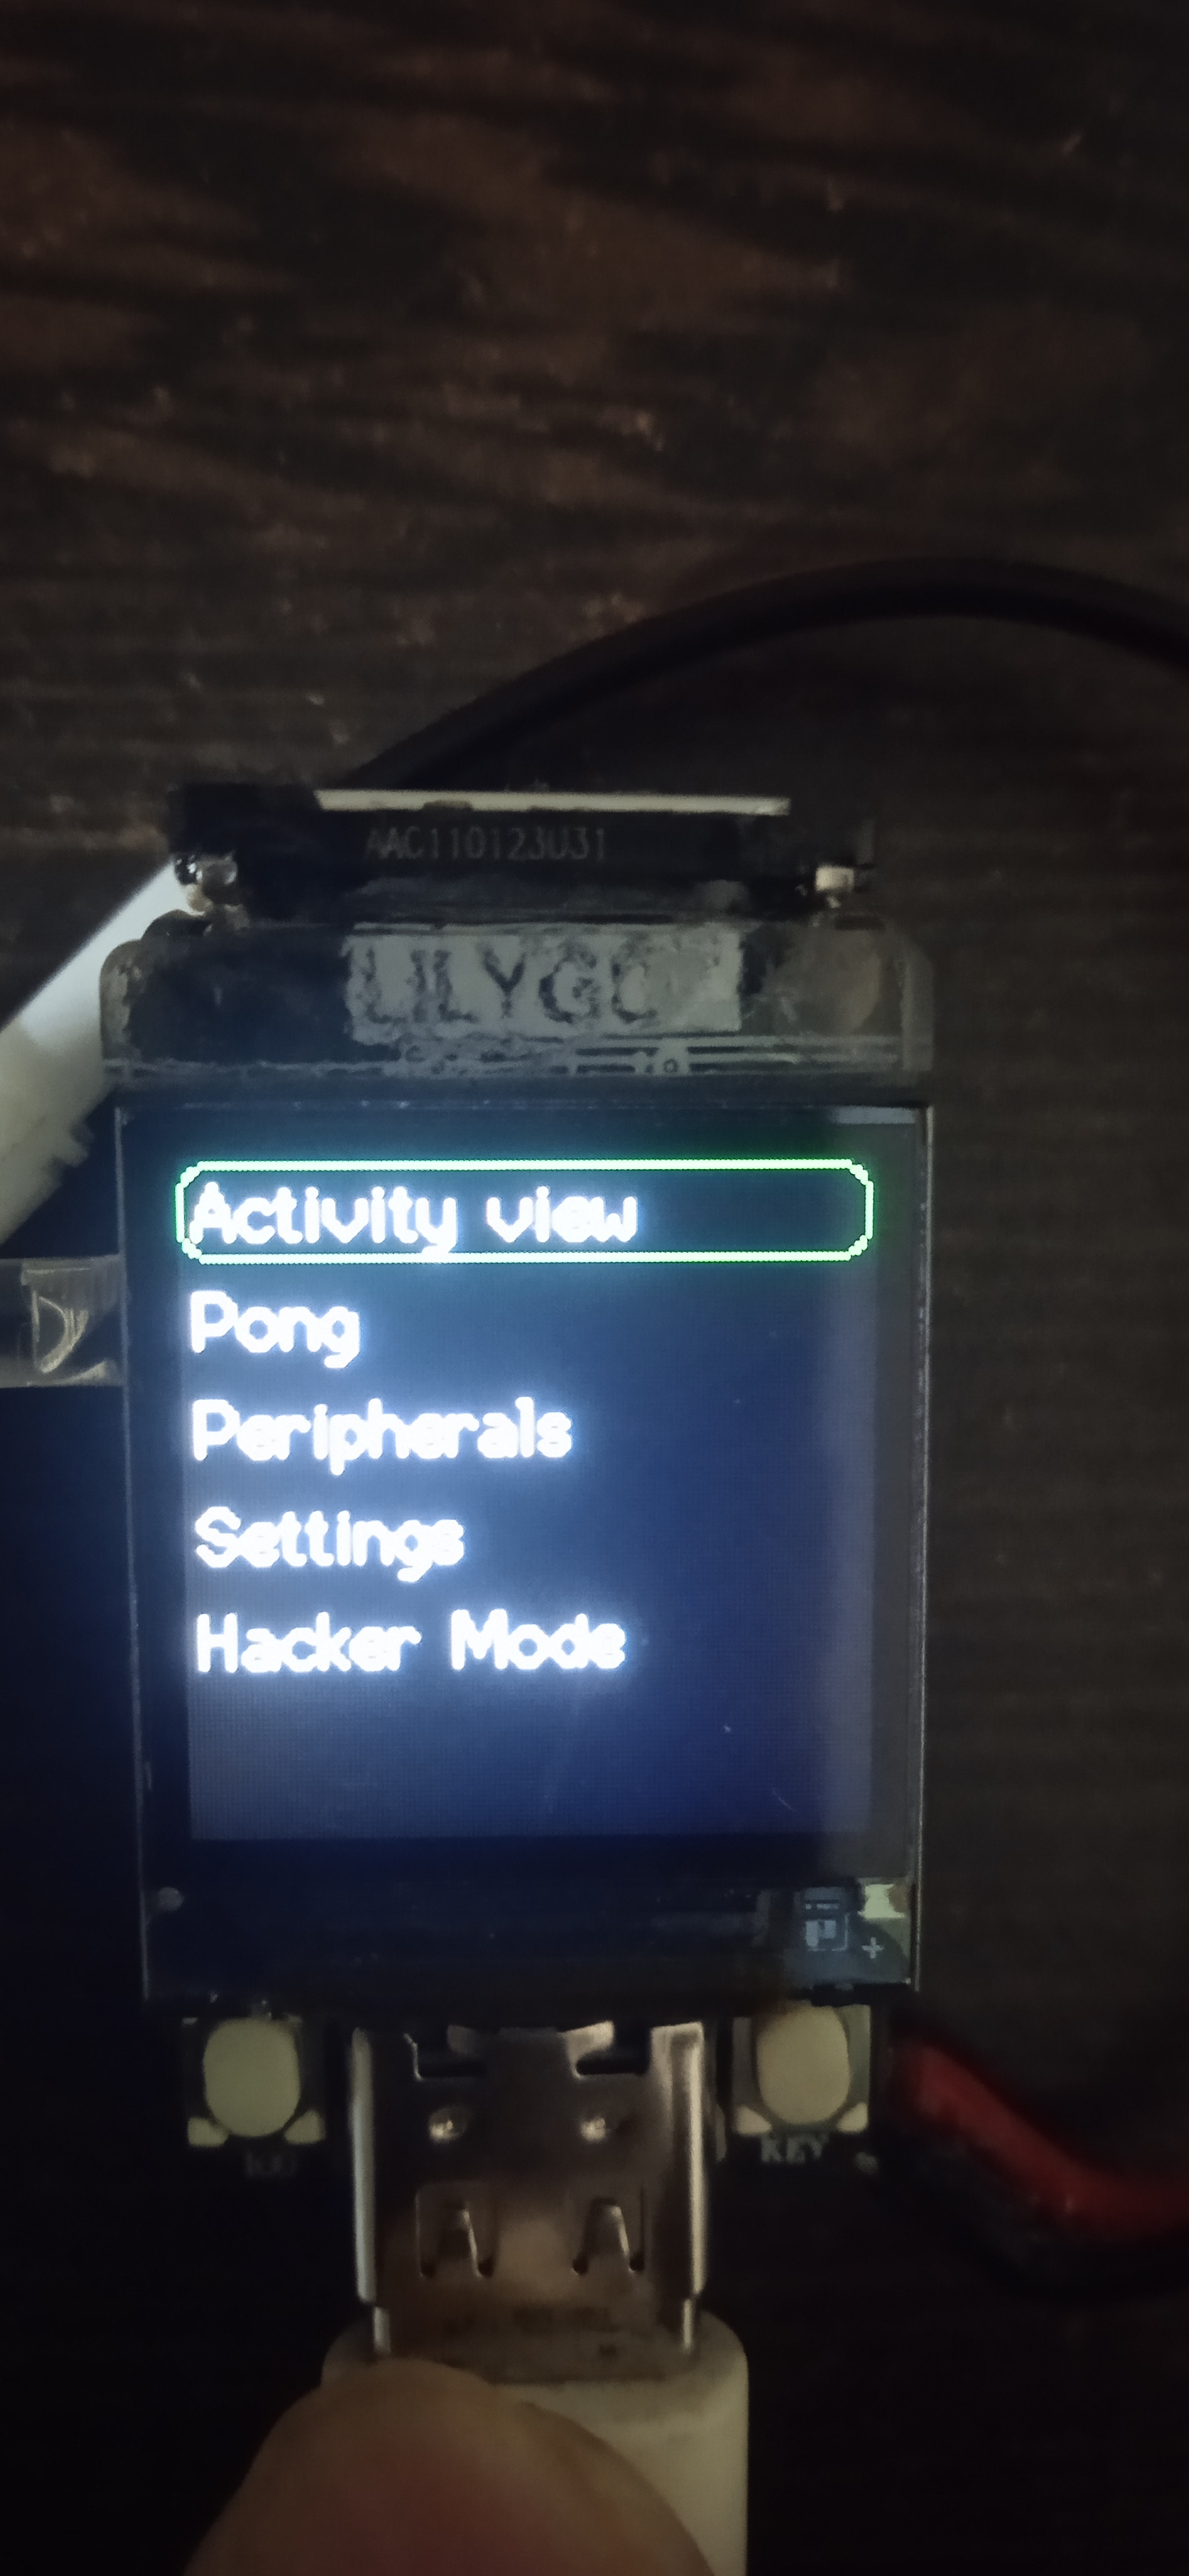 AAC110123U31
LILYGO
Activity view
Pong
Peripherals
Settings
Hacker Mode
KEY